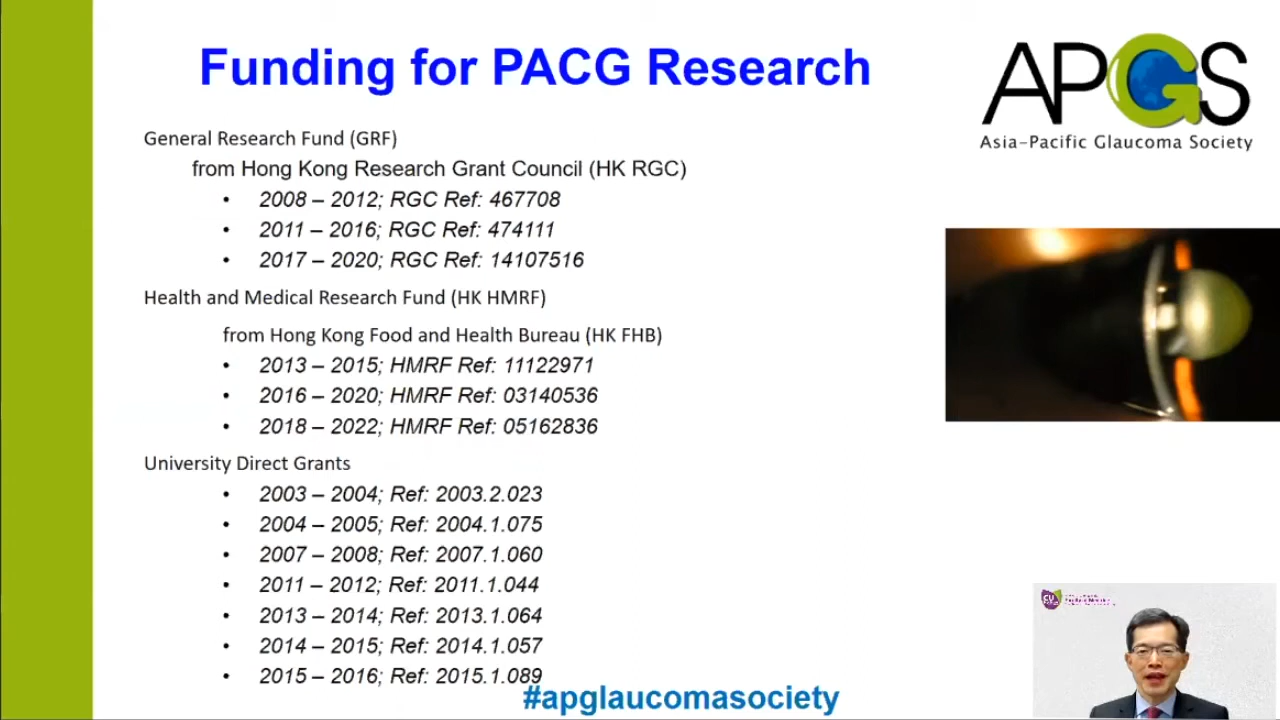 Funding for PACG Research
APGS
Asia-Pacific Glaucoma Society
General Research Fund (GRF)
from Hong Kong Research Grant Council (HK RGC)
• 2008 – 2012; RGC Ref: 467708
• 2011 – 2016; RGC Ref: 474111
• 2017 – 2020; RGC Ref: 14107516
Health and Medical Research Fund (HK HMRF)
from Hong Kong Food and Health Bureau (HK FHB)
• 2013 – 2015; HMRF Ref: 11122971
• 2016 – 2020; HMRF Ref: 03140536
• 2018 – 2022; HMRF Ref: 05162836
University Direct Grants
• 2003 – 2004; Ref: 2003.2.023
• 2004 – 2005; Ref: 2004.1.075
• 2007 – 2008; Ref: 2007.1.060
• 2011 – 2012; Ref: 2011.1.044
• 2013 – 2014; Ref: 2013.1.064
• 2014 – 2015; Ref: 2014.1.057
• 2015 – 2016; Ref: 2015.1.089
#apglaucomasociety